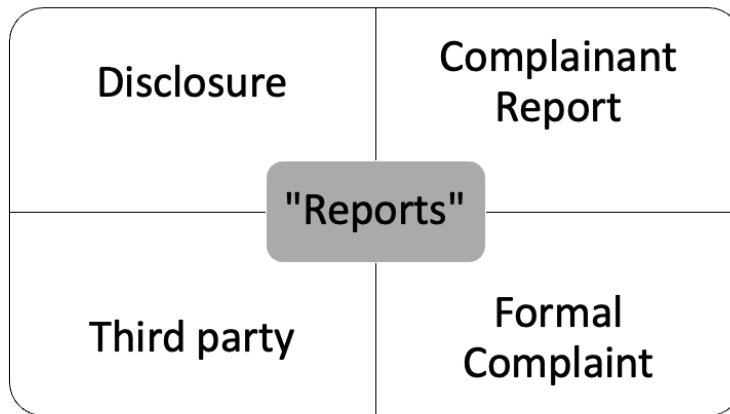 Disclosure
Complainant
Report
"Reports"
Third party
Formal
Complaint